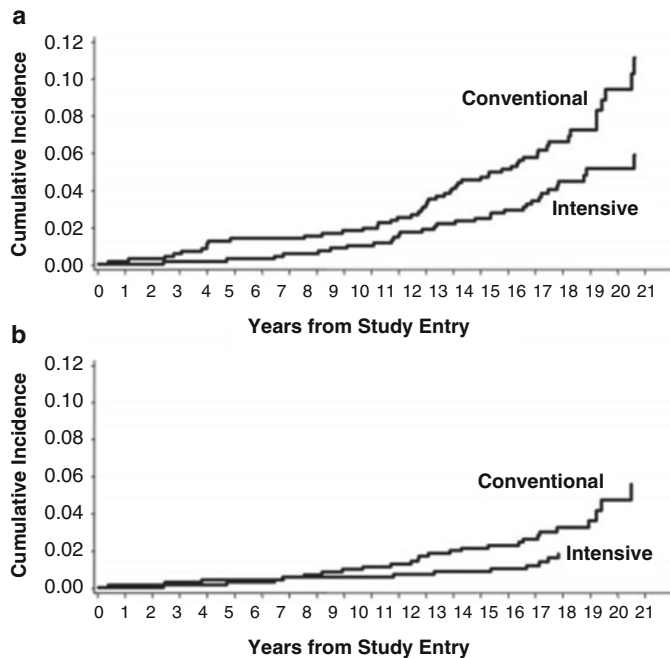 a
Cumulative Incidence
0.12
0.10
0.08
0.06
0.04
0.02
0.00
Conventional
Intensive
0 1 2 3 4 5 6 7 8 9 10 11 12 13 14 15 16 17 18 19 20 21
Years from Study Entry
b
Cumulative Incidence
0.12
0.10
0.08
0.06
0.04
0.02
0.00
Conventional
Intensive
0 1 2 3 4 5 6 7 8 9 10 11 12 13 14 15 16 17 18 19 20 21
Years from Study Entry